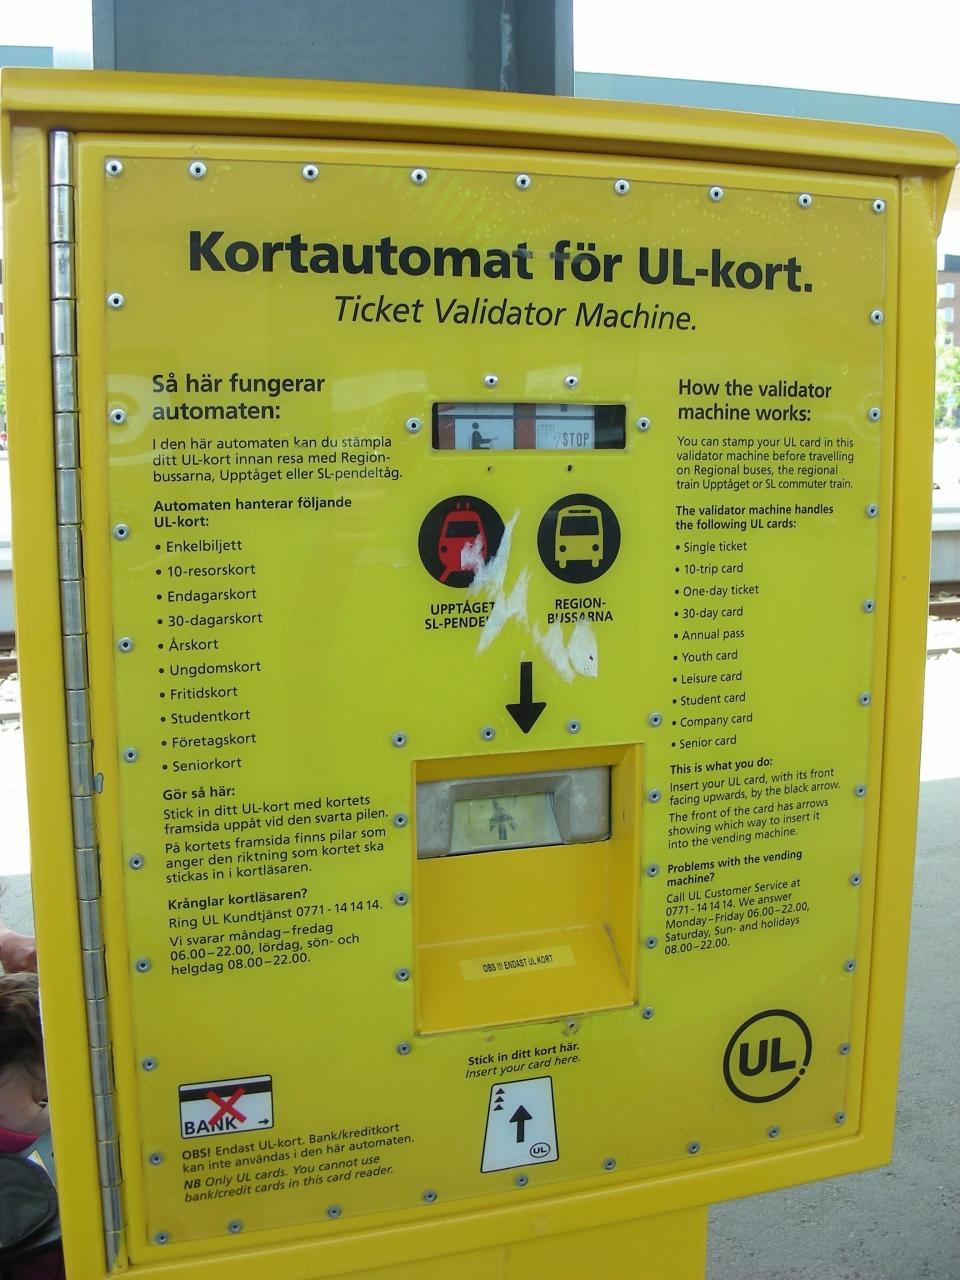 Kortautomat för UL-kort.
Ticket Validator Machine.
Så här fungerar
automaten:
I den här automaten kan du stämpla
ditt UL-kort innan resa med Region-
bussarna, Upptåget eller SL-pendeltåg.
Automaten hanterar följande
UL-kort:
• Enkelbiljett
• 10-resorskort
• Endagarskort
• 30-dagarskort
• Årskort
• Ungdomskort
• Fritidskort
• Studentkort
• Företagskort
• Seniorkort
Gör så här:
Stick in ditt UL-kort med kortets
framsida uppåt vid den svarta pilen.
På kortets framsida finns pilar som
anger den riktning som kortet ska
stickas in i kortläsaren.
Krånglar kortläsaren?
Ring UL Kundtjänst 0771-14 14 14.
Vi svarar måndag–fredag
06.00–22.00, lördag, sön- och
helgdag 08.00–22.00.
BANK
OBS! Endast UL-kort. Bank/kreditkort
kan inte användas i den här automaten.
NB Only UL cards. You cannot use
bank/credit cards in this card reader.
STOP
UPPTÅGET
SL-PENDEL
REGION-
BUSSARNA
OBS !!! ENDAST UL KORT
Stick in ditt kort här.
Insert your card here.
UL
How the validator
machine works:
You can stamp your UL card in this
validator machine before travelling
on Regional buses, the regional
train Upptåget or SL commuter train.
The validator machine handles
the following UL cards:
• Single ticket
• 10-trip card
• One-day ticket
• 30-day card
• Annual pass
• Youth card
• Leisure card
• Student card
• Company card
• Senior card
This is what you do:
Insert your UL card, with its front
facing upwards, by the black arrow.
The front of the card has arrows
showing which way to insert it
into the vending machine.
Problems with the vending
machine?
Call UL Customer Service at
0771-14 14 14. We answer
Monday–Friday 06.00–22.00,
Saturday, Sun- and holidays
08.00–22.00.
UL